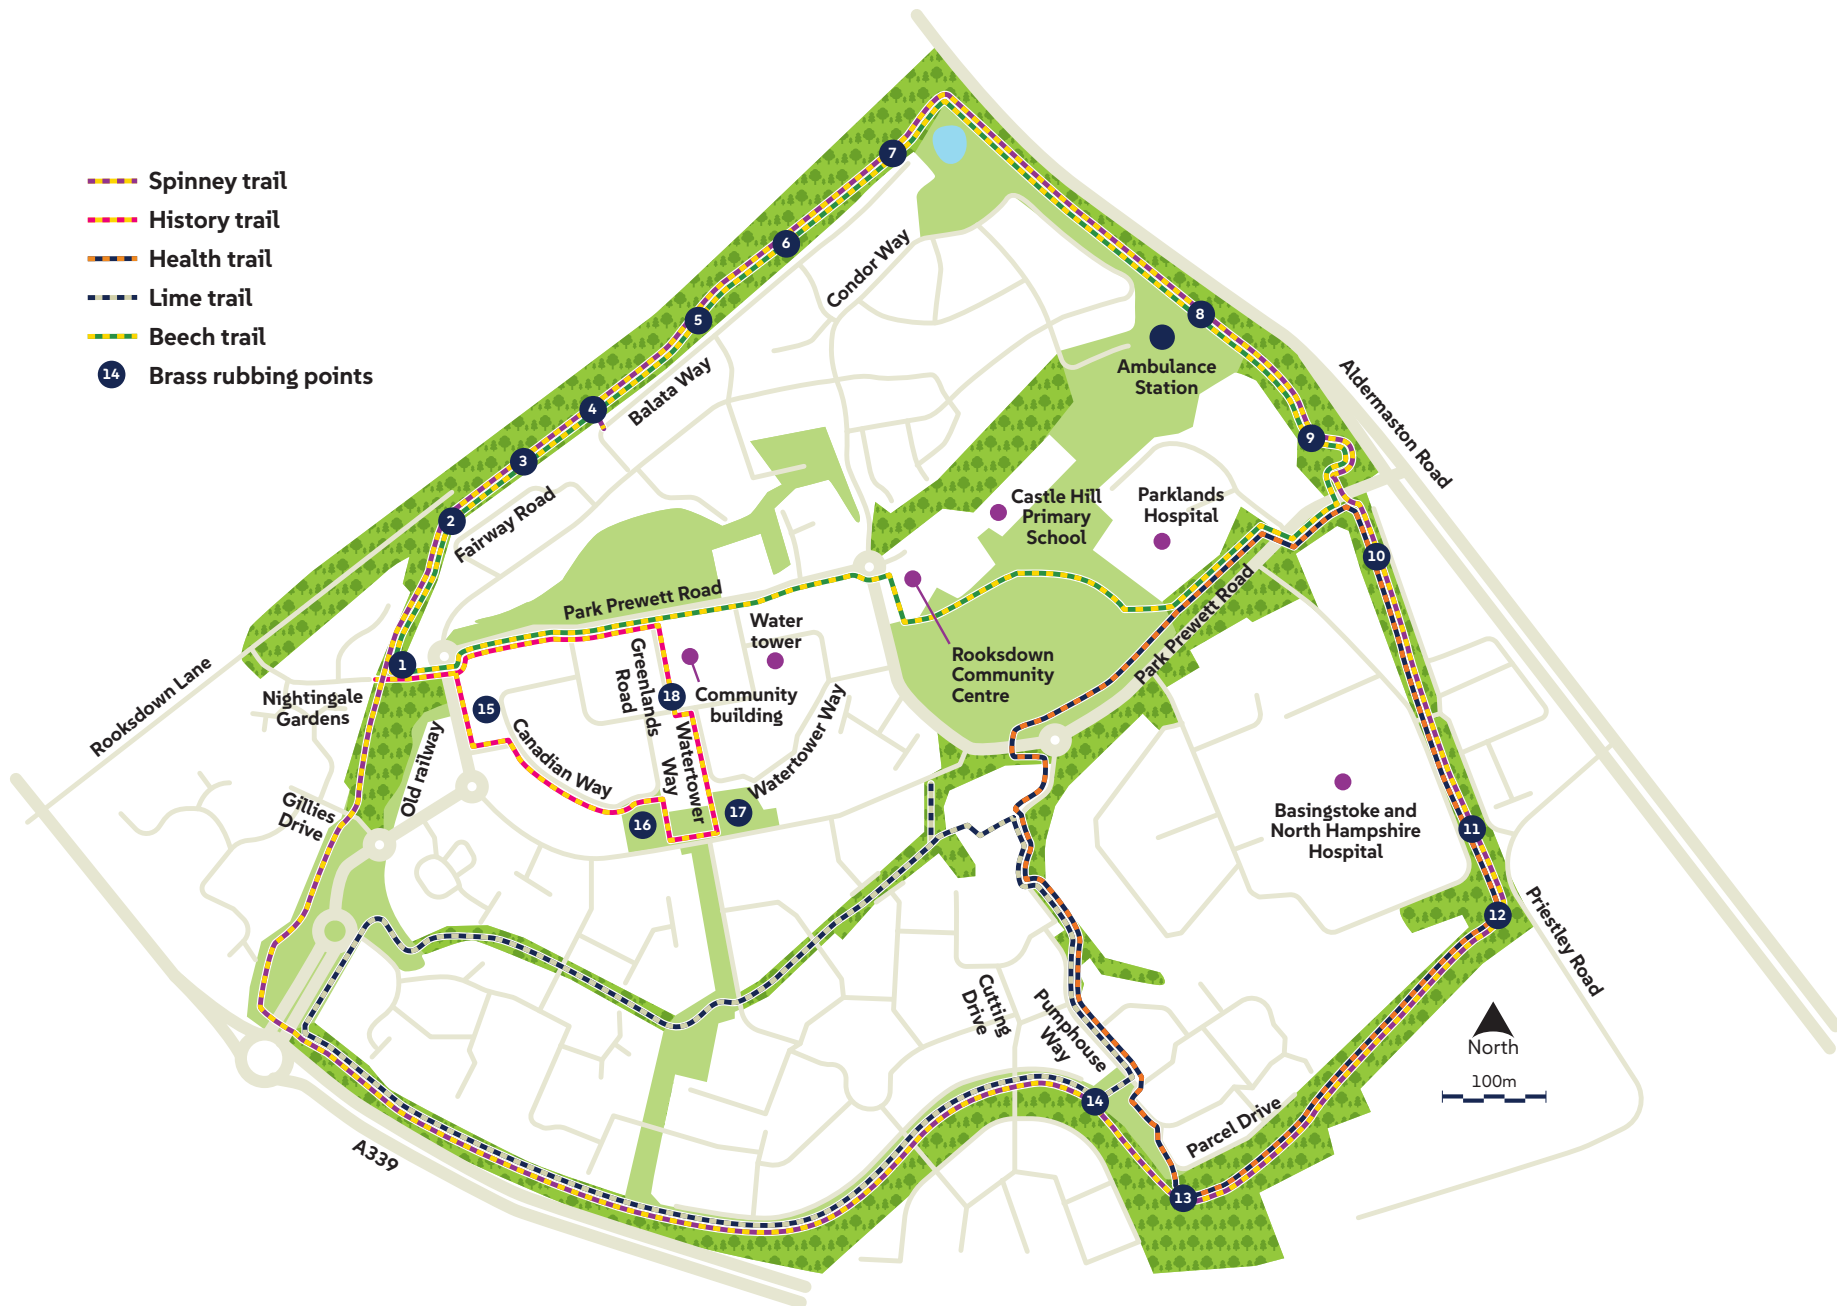 Spinney trail
History trail
Health trail
Lime trail
Beech trail
14 Brass rubbing points
7
6
5
4
3
2
1
8
9
10
11
12
13
14
15
16
17
18
Condor Way
Balata Way
Fairway Road
Ambulance
Station
Aldermaston Road
Castle Hill
Primary
School
Parklands
Hospital
Park Prewett Road
Water
tower
Greenlands
Road
Community
building
Rooksdown
Community
Centre
Park Prewett Road
Rooksdown Lane
Nightingale
Gardens
Old railway
Canadian Way
Watertower
Way
Watertower Way
Gillies
Drive
Basingstoke and
North Hampshire
Hospital
Priestley Road
Cutting
Drive
Pumphouse
Way
North
100m
Parcel Drive
A339